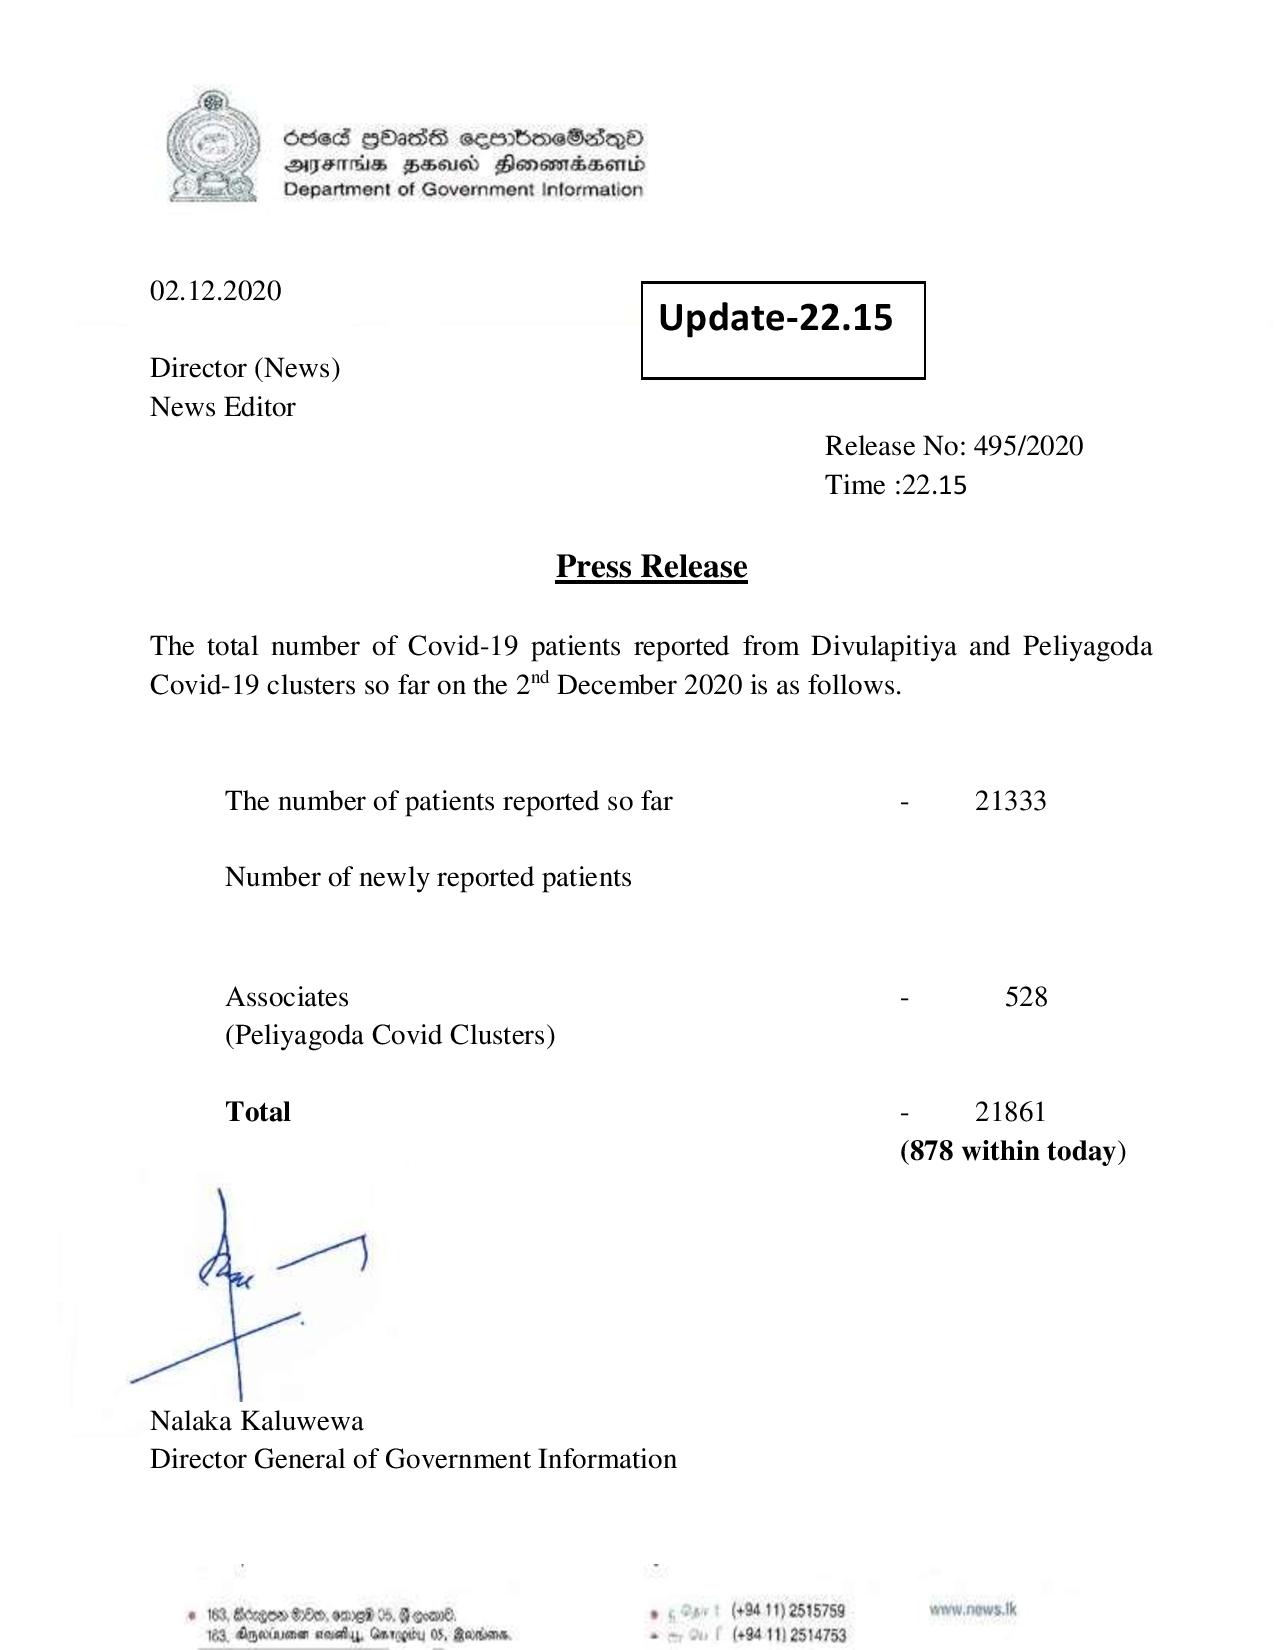 රජයේ ප්‍රවෘත්ති දෙපාර්තමේන්තුව
அரசாங்க தகவல் திணைக்களம்
Department of Government Information
02.12.2020
Update-22.15
Director (News)
News Editor
Release No: 495/2020
Time :22.15
Press Release
The total number of Covid-19 patients reported from Divulapitiya and Peliyagoda
Covid-19 clusters so far on the 2nd December 2020 is as follows.
The number of patients reported so far - 21333
Number of newly reported patients
Associates - 528
(Peliyagoda Covid Clusters)
Total - 21861
(878 within today)
Nalaka Kaluwewa
Director General of Government Information
163, කිරුළපන මාවත, කොළඹ 05, ශ්‍රී ලංකාව. (+94 11) 2515759 www.news.lk
163, கிருலப்பனை எவனியூ, கொழும்பு 05, இலங்கை. (+94 11) 2514753